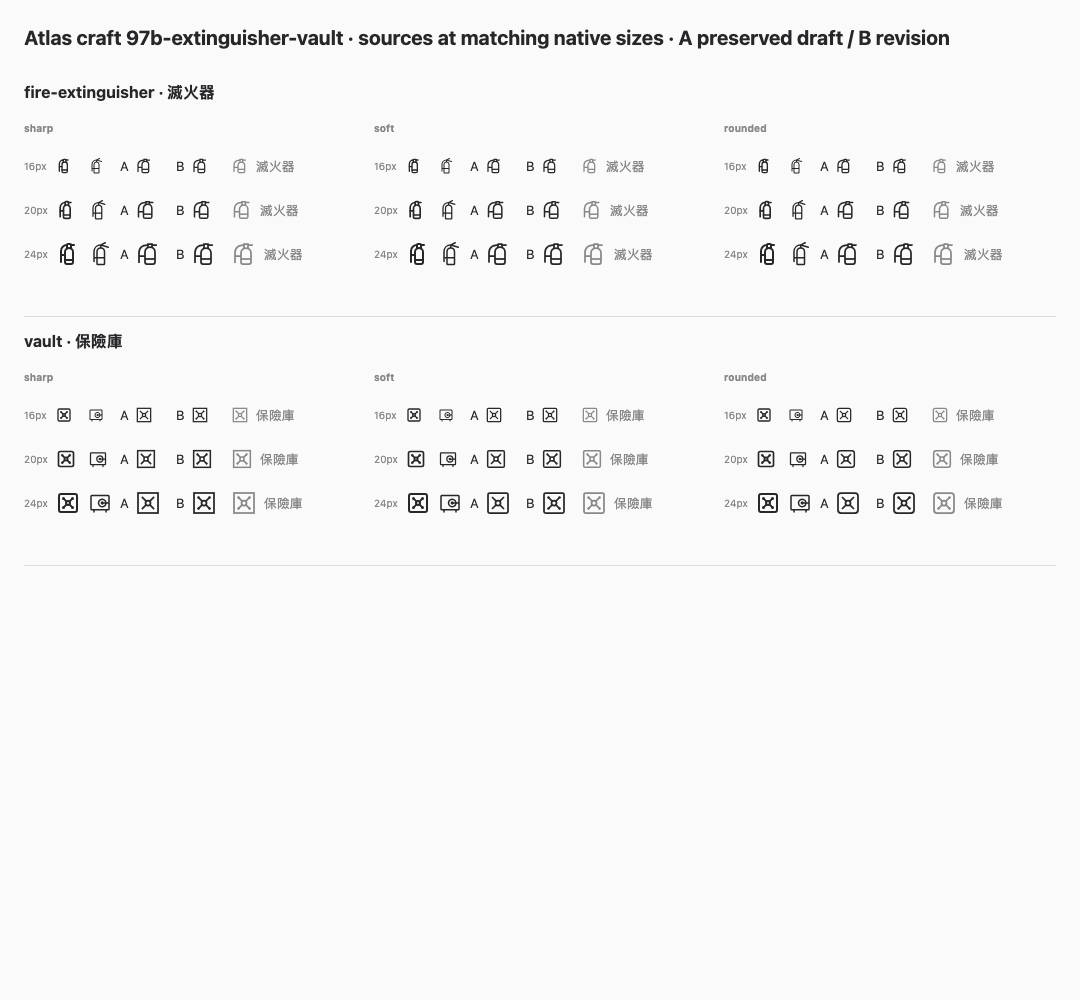 Atlas craft 97b-extinguisher-vault · sources at matching native sizes · A preserved draft / B revision
fire-extinguisher · 滅火器
sharp soft rounded
16px A B 滅火器 16px A B 滅火器 16px A B 滅火器
20px A B 滅火器 20px A B 滅火器 20px A B 滅火器
24px A B 滅火器 24px A B 滅火器 24px A B 滅火器
vault · 保險庫
sharp soft rounded
16px A B 保險庫 16px A B 保險庫 16px A B 保險庫
20px A B 保險庫 20px A B 保險庫 20px A B 保險庫
24px A B 保險庫 24px A B 保險庫 24px A B 保險庫